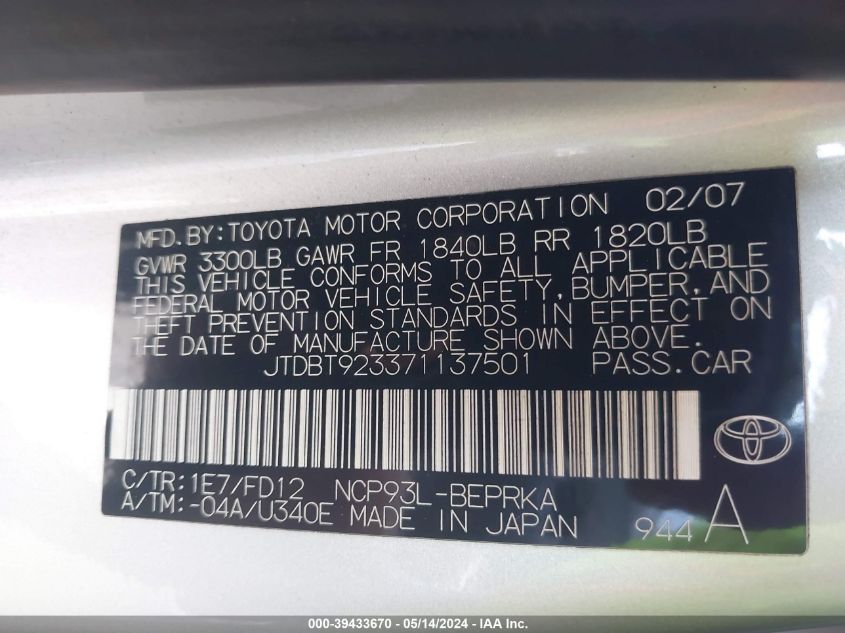 MFD.BY:TOYOTA MOTOR CORPORATION 02/07
GVWR 3300LB GAWR FR 1840LB RR 1820LB
THIS VEHICLE CONFORMS TO ALL APPLICABLE
FEDERAL MOTOR VEHICLE SAFETY,BUMPER,AND
THEFT PREVENTION STANDARDS IN EFFECT ON
THE DATE OF MANUFACTURE SHOWN ABOVE.
JTDBT923371137501 PASS.CAR
C/TR:1E7/FD12 NCP93L-BEPRKA
A/TM:-04A/U340E MADE IN JAPAN 944 A
000-39433670 - 05/14/2024 - IAA Inc.